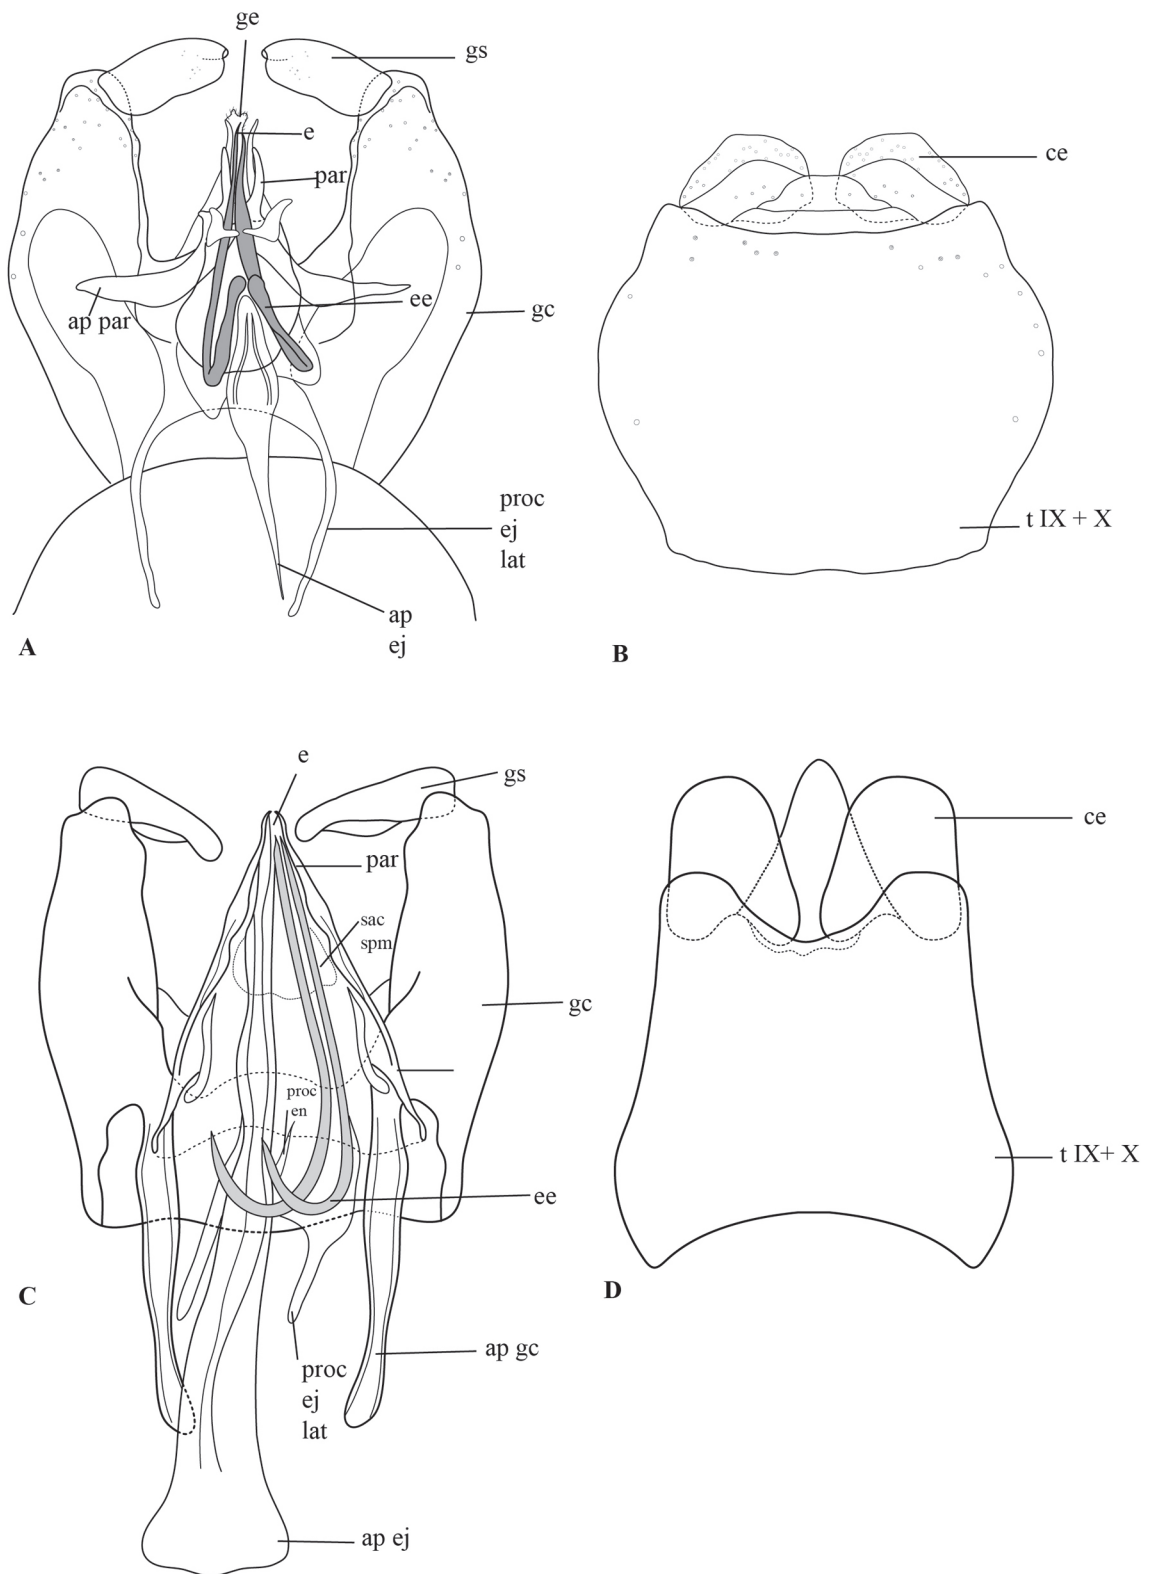 ge
gs
e
par
ap par
ee
gc
proc
ej
lat
ap
ej
A
ce
t IX + X
B
e
gs
par
sac
spm
gc
proc
en
ee
proc
ej
lat
ap gc
ap ej
C
ce
t IX+ X
D